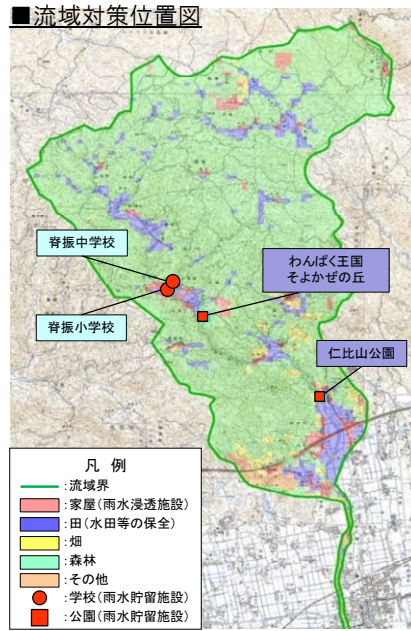 ■流域対策位置図
脊振中学校
わんぱく王国
そよかぜの丘
脊振小学校
仁比山公園
凡 例
:流域界
:家屋(雨水浸透施設)
:田(水田等の保全)
:畑
:森林
:その他
:学校(雨水貯留施設)
:公園(雨水貯留施設)